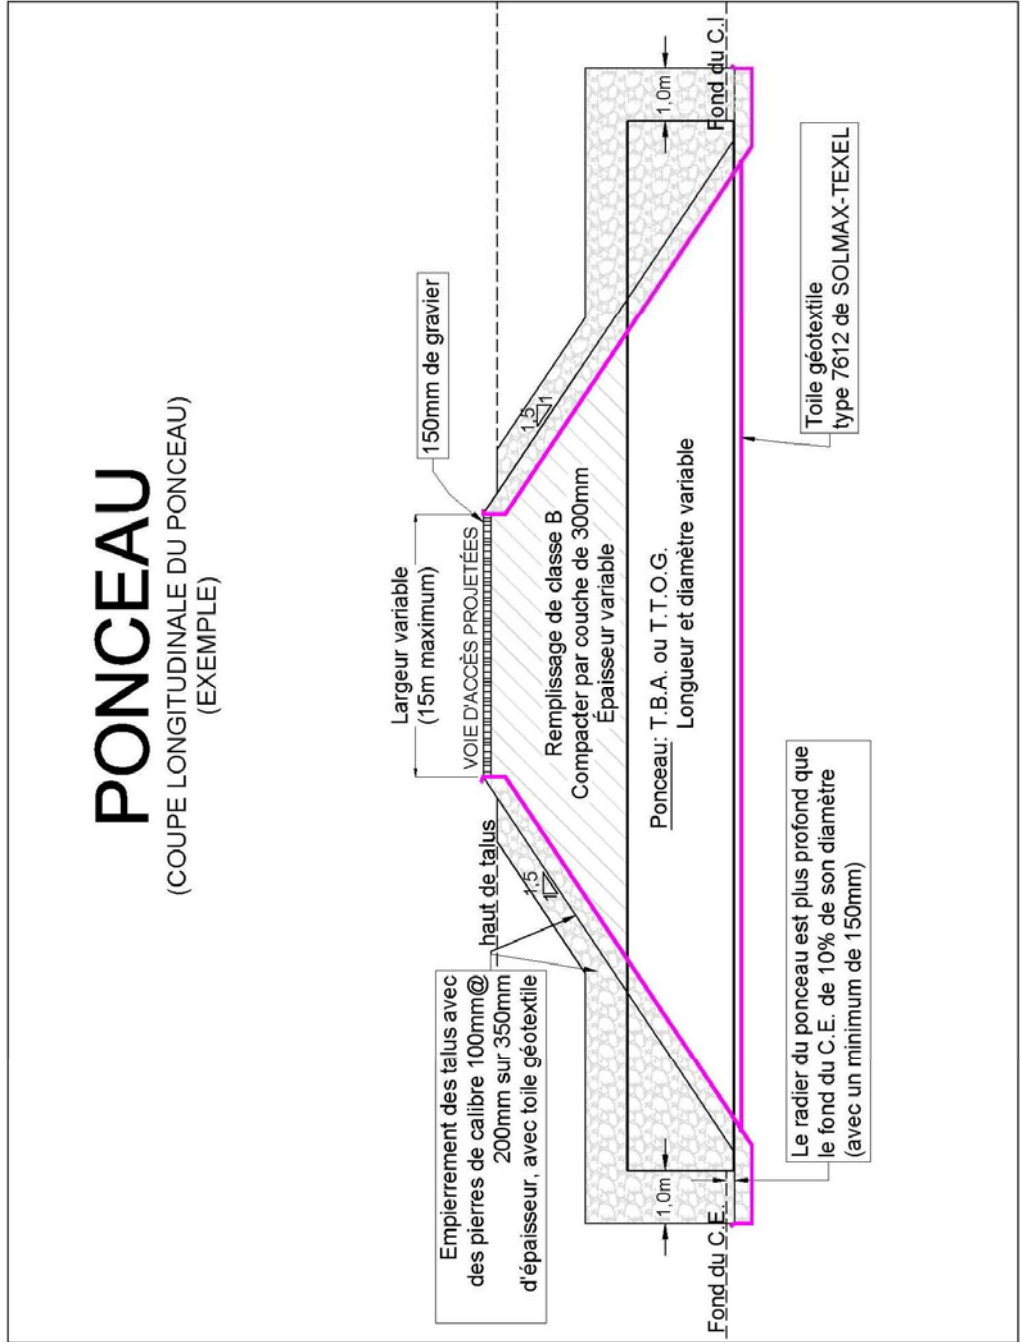 PONCEAU
(COUPE LONGITUDINALE DU PONCEAU)
(EXEMPLE)
Largeur variable
(15m maximum)
150mm de gravier
VOIE D'ACCÈS PROJETÉES
haut de talus
Empierrement des talus avec
des pierres de calibre 100mm@
200mm sur 350mm
d'épaisseur, avec toile géotextile
1,5
1
1,5
1
Remplissage de classe B
Compacter par couche de 300mm
Épaisseur variable
Ponceau: T.B.A. ou T.T.O.G.
Longueur et diamètre variable
1,0m
1,0m
Fond du C.E.
Fond du C.I
Le radier du ponceau est plus profond que
le fond du C.E. de 10% de son diamètre
(avec un minimum de 150mm)
Toile géotextile
type 7612 de SOLMAX-TEXEL